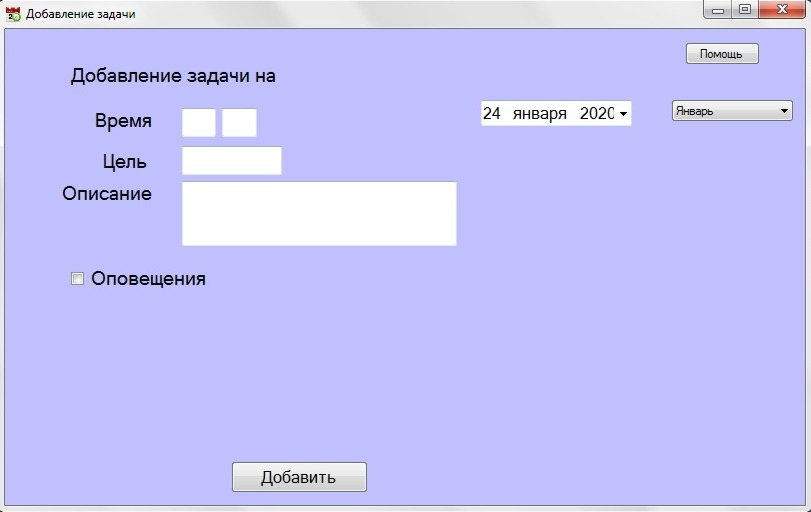 Добавление задачи
Помощь
Добавление задачи на
Время
24 января 2020
Январь
Цель
Описание
Оповещения
Добавить